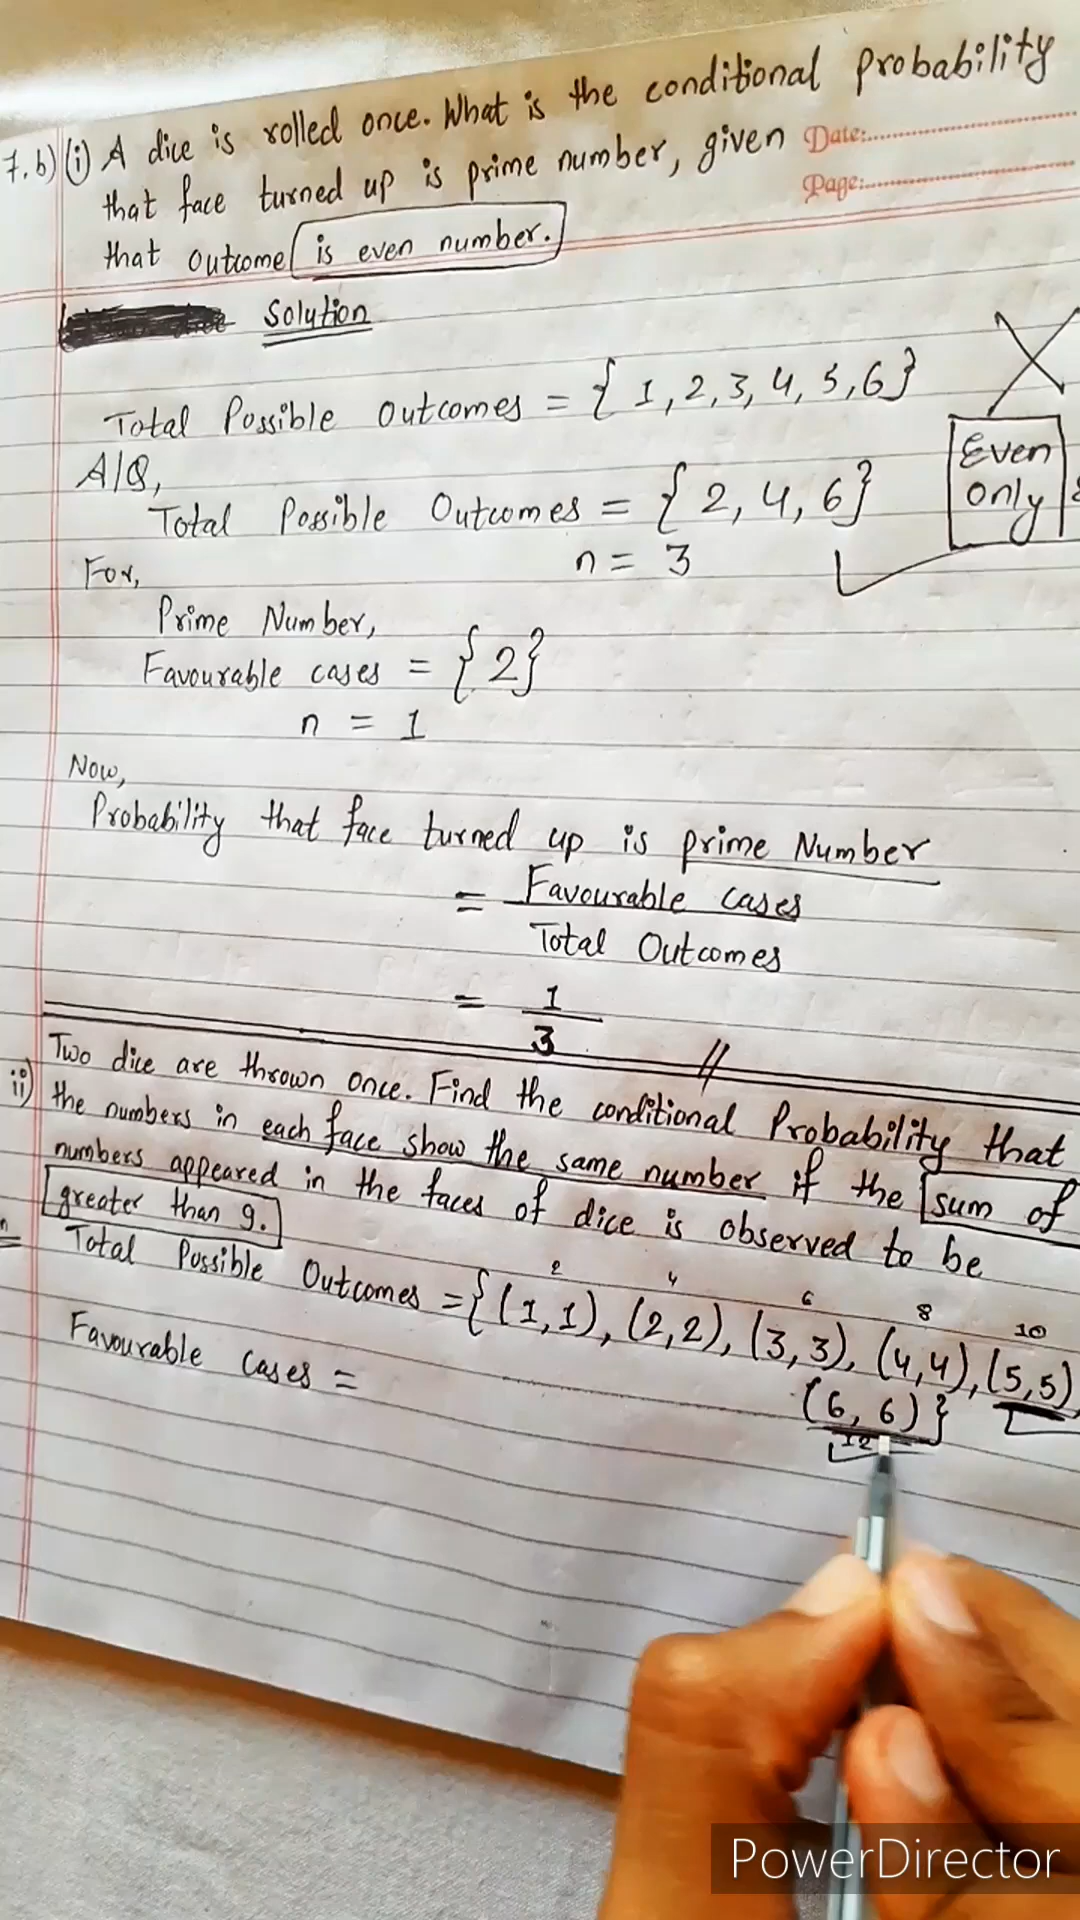 7.b) (i) A dice is rolled once. What is the conditional probability
that face turned up is prime number, given
that outcome is even number.
Date:
Page:
Solution
Total Possible Outcomes = { 1, 2, 3, 4, 5, 6 }
A/Q,
Total Possible Outcomes = { 2, 4, 6 }
Even
Only
n = 3
For,
Prime Number,
Favourable cases = { 2 }
n = 1
Now,
Probability that face turned up is prime Number
= Favourable cases
Total Outcomes
= 1
3
ii) Two dice are thrown once. Find the conditional Probability that
the numbers in each face show the same number if the sum of
numbers appeared in the faces of dice is observed to be
greater than 9.
2 4 6 8 10
Total Possible Outcomes = { (1,1), (2,2), (3,3), (4,4), (5,5),
(6,6) }
12
Favourable cases =
PowerDirector